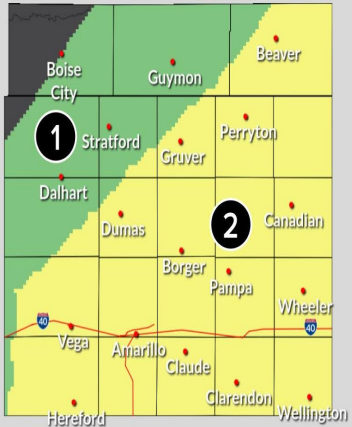 Beaver
Boise
City
Guymon
1
Stratford
Perryton
Gruver
Dalhart
Dumas
2
Canadian
Borger
Pampa
Wheeler
40
40
Vega
Amarillo
Claude
Clarendon
Hereford
Wellington